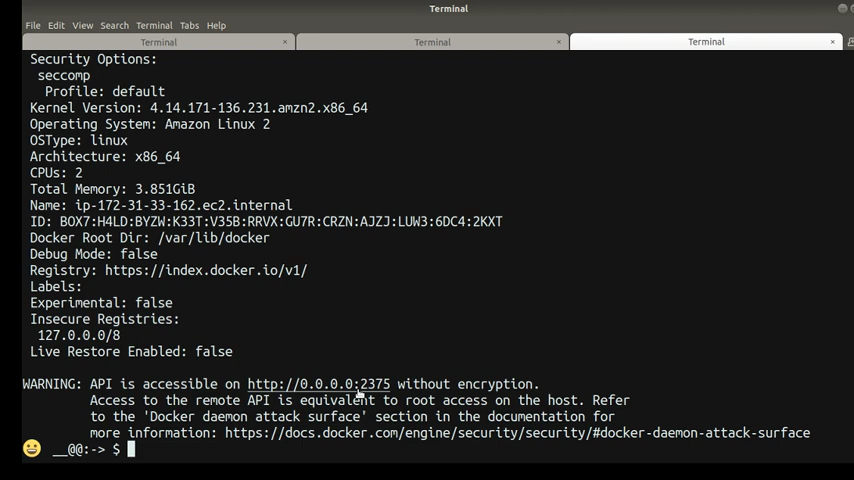 Terminal
File Edit View Search Terminal Tabs Help
Terminal × Terminal × Terminal ×
Security Options:
seccomp
Profile: default
Kernel Version: 4.14.171-136.231.amzn2.x86_64
Operating System: Amazon Linux 2
OSType: linux
Architecture: x86_64
CPUs: 2
Total Memory: 3.851GiB
Name: ip-172-31-33-162.ec2.internal
ID: BOX7:H4LD:BYZW:K33T:V35B:RRVX:GU7R:CRZN:AJZJ:LUW3:6DC4:2KXT
Docker Root Dir: /var/lib/docker
Debug Mode: false
Registry: https://index.docker.io/v1/
Labels:
Experimental: false
Insecure Registries:
127.0.0.0/8
Live Restore Enabled: false
WARNING: API is accessible on http://0.0.0.0:2375 without encryption.
Access to the remote API is equivalent to root access on the host. Refer
to the 'Docker daemon attack surface' section in the documentation for
more information: https://docs.docker.com/engine/security/security/#docker-daemon-attack-surface
😀 __@@:-> $